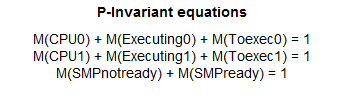 P-Invariant equations
M(CPU0) + M(Executing0) + M(Toexec0) = 1
M(CPU1) + M(Executing1) + M(Toexec1) = 1
M(SMPnotready) + M(SMPready) = 1